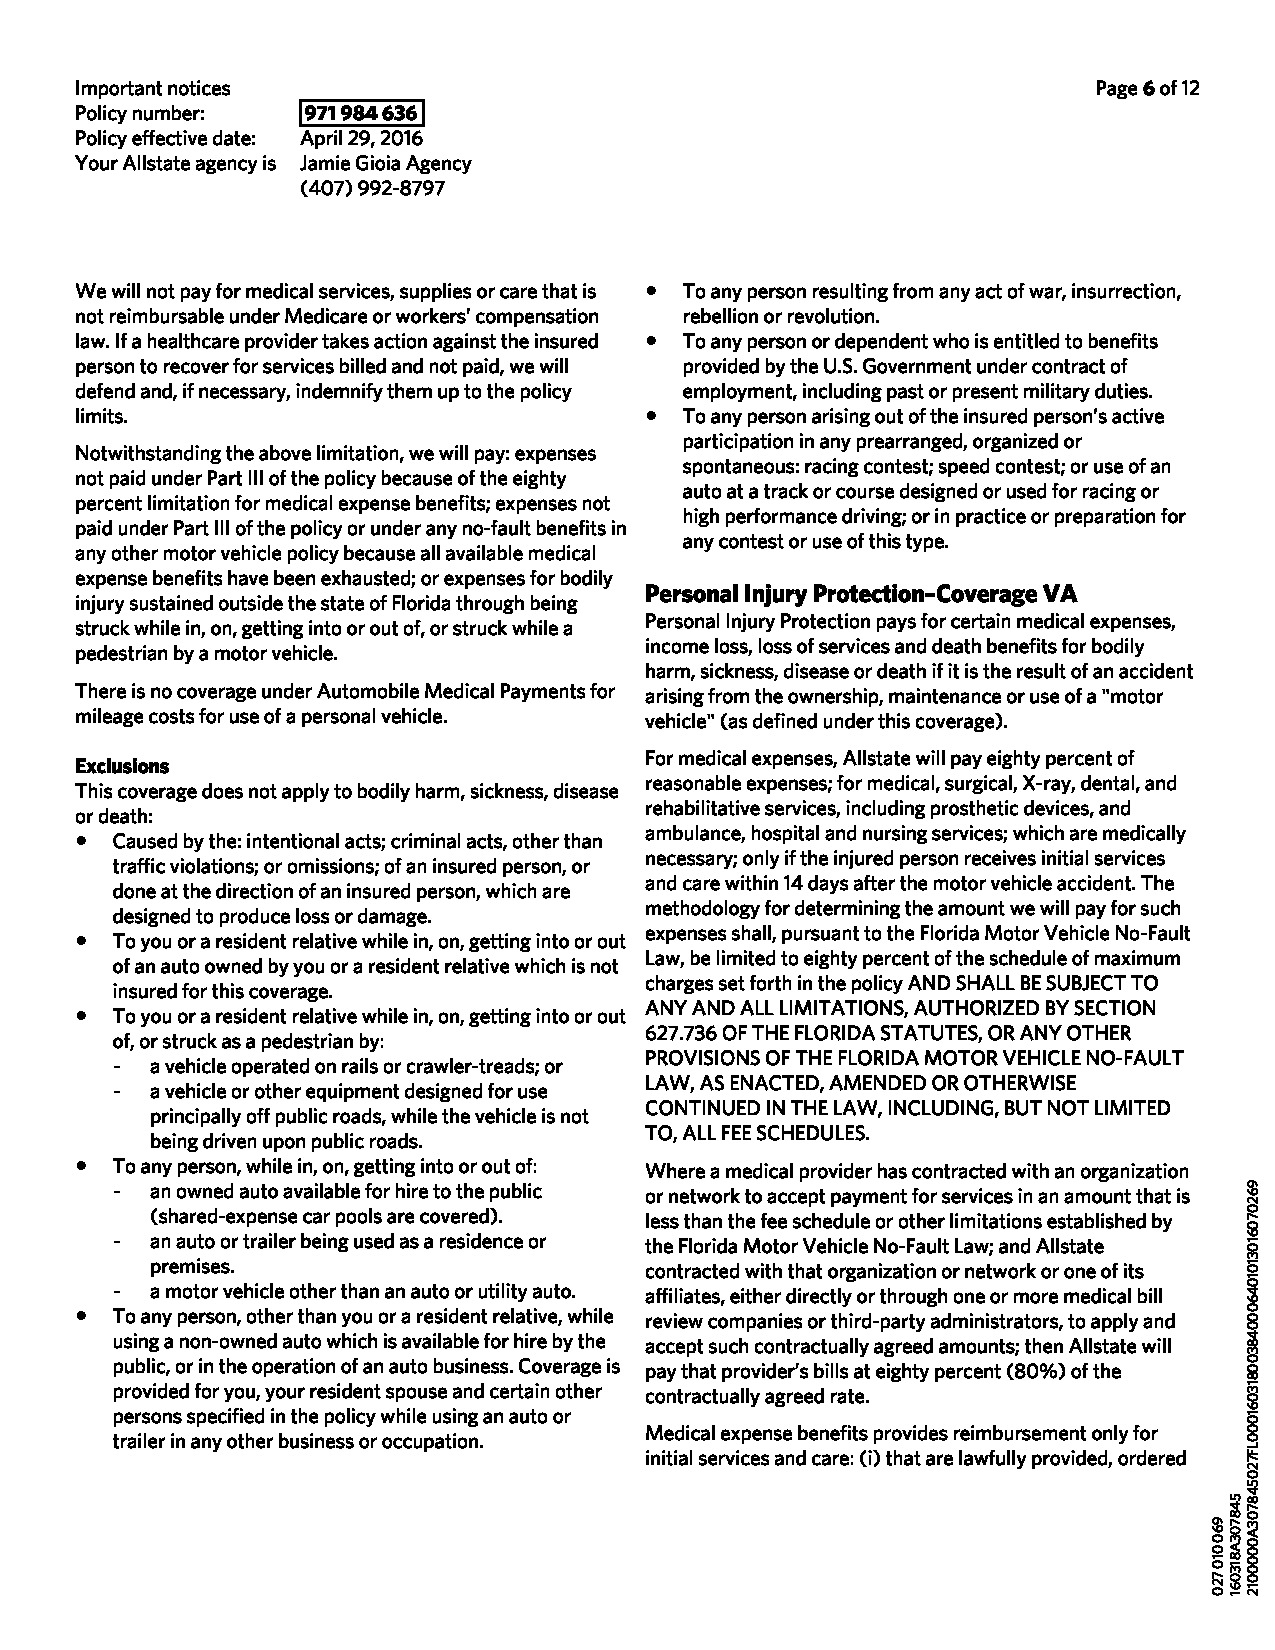 Important notices
Page 6 of 12
Policy number: 971 984 636
Policy effective date: April 29, 2016
Your Allstate agency is Jamie Gioia Agency
(407) 992-8797
We will not pay for medical services, supplies or care that is
not reimbursable under Medicare or workers' compensation
law. If a healthcare provider takes action against the insured
person to recover for services billed and not paid, we will
defend and, if necessary, indemnify them up to the policy
limits.
Notwithstanding the above limitation, we will pay: expenses
not paid under Part III of the policy because of the eighty
percent limitation for medical expense benefits; expenses not
paid under Part III of the policy or under any no-fault benefits in
any other motor vehicle policy because all available medical
expense benefits have been exhausted; or expenses for bodily
injury sustained outside the state of Florida through being
struck while in, on, getting into or out of, or struck while a
pedestrian by a motor vehicle.
There is no coverage under Automobile Medical Payments for
mileage costs for use of a personal vehicle.
Exclusions
This coverage does not apply to bodily harm, sickness, disease
or death:
• Caused by the: intentional acts; criminal acts, other than
traffic violations; or omissions; of an insured person, or
done at the direction of an insured person, which are
designed to produce loss or damage.
• To you or a resident relative while in, on, getting into or out
of an auto owned by you or a resident relative which is not
insured for this coverage.
• To you or a resident relative while in, on, getting into or out
of, or struck as a pedestrian by:
- a vehicle operated on rails or crawler-treads; or
- a vehicle or other equipment designed for use
principally off public roads, while the vehicle is not
being driven upon public roads.
• To any person, while in, on, getting into or out of:
- an owned auto available for hire to the public
(shared-expense car pools are covered).
- an auto or trailer being used as a residence or
premises.
- a motor vehicle other than an auto or utility auto.
• To any person, other than you or a resident relative, while
using a non-owned auto which is available for hire by the
public, or in the operation of an auto business. Coverage is
provided for you, your resident spouse and certain other
persons specified in the policy while using an auto or
trailer in any other business or occupation.
• To any person resulting from any act of war, insurrection,
rebellion or revolution.
• To any person or dependent who is entitled to benefits
provided by the U.S. Government under contract of
employment, including past or present military duties.
• To any person arising out of the insured person's active
participation in any prearranged, organized or
spontaneous: racing contest; speed contest; or use of an
auto at a track or course designed or used for racing or
high performance driving; or in practice or preparation for
any contest or use of this type.
Personal Injury Protection–Coverage VA
Personal Injury Protection pays for certain medical expenses,
income loss, loss of services and death benefits for bodily
harm, sickness, disease or death if it is the result of an accident
arising from the ownership, maintenance or use of a "motor
vehicle" (as defined under this coverage).
For medical expenses, Allstate will pay eighty percent of
reasonable expenses; for medical, surgical, X-ray, dental, and
rehabilitative services, including prosthetic devices, and
ambulance, hospital and nursing services; which are medically
necessary; only if the injured person receives initial services
and care within 14 days after the motor vehicle accident. The
methodology for determining the amount we will pay for such
expenses shall, pursuant to the Florida Motor Vehicle No-Fault
Law, be limited to eighty percent of the schedule of maximum
charges set forth in the policy AND SHALL BE SUBJECT TO
ANY AND ALL LIMITATIONS, AUTHORIZED BY SECTION
627.736 OF THE FLORIDA STATUTES, OR ANY OTHER
PROVISIONS OF THE FLORIDA MOTOR VEHICLE NO-FAULT
LAW, AS ENACTED, AMENDED OR OTHERWISE
CONTINUED IN THE LAW, INCLUDING, BUT NOT LIMITED
TO, ALL FEE SCHEDULES.
Where a medical provider has contracted with an organization
or network to accept payment for services in an amount that is
less than the fee schedule or other limitations established by
the Florida Motor Vehicle No-Fault Law; and Allstate
contracted with that organization or network or one of its
affiliates, either directly or through one or more medical bill
review companies or third-party administrators, to apply and
accept such contractually agreed amounts; then Allstate will
pay that provider's bills at eighty percent (80%) of the
contractually agreed rate.
Medical expense benefits provides reimbursement only for
initial services and care: (i) that are lawfully provided, ordered
027 010 069
160318A307845
2100000A307845027FL00016031800384000640101301607​0269